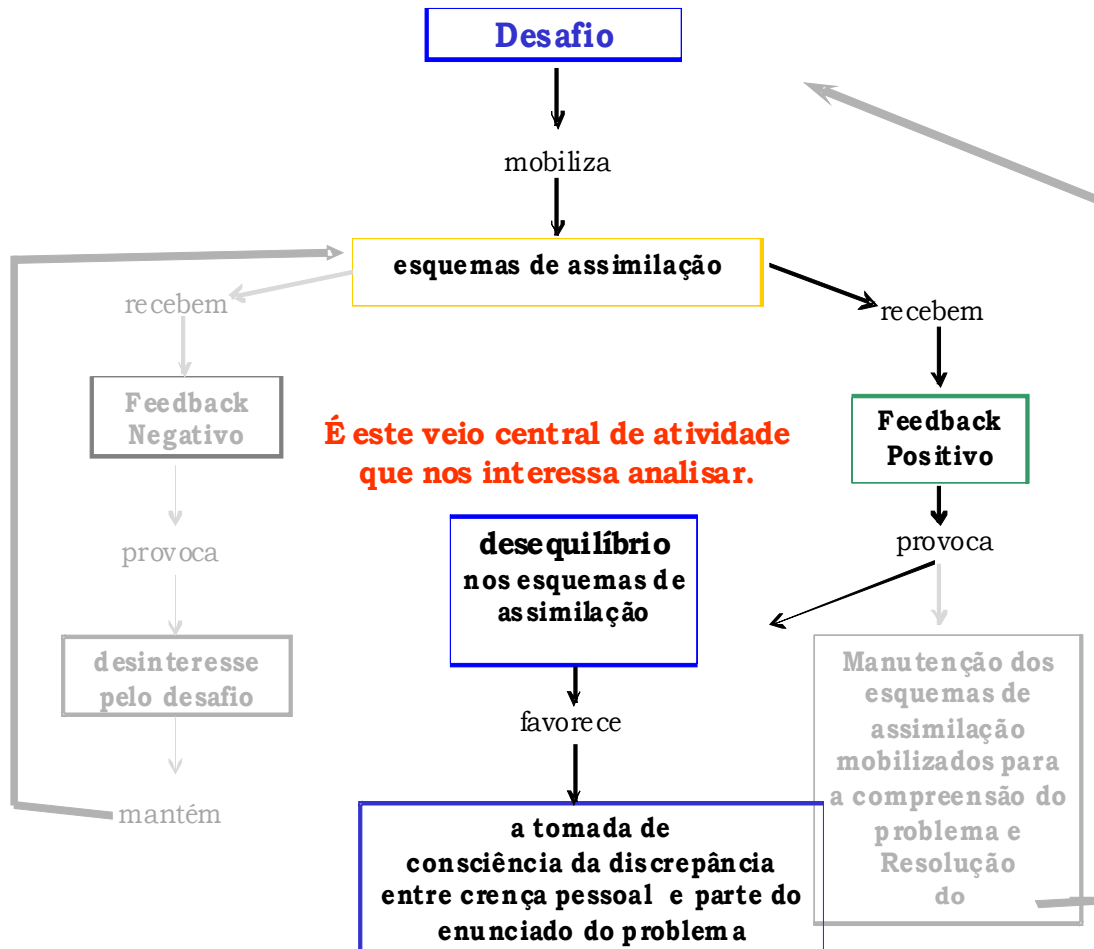 Desafio
mobiliza
esquemas de assimilação
recebem
recebem
Feedback
Negativo
Feedback
Positivo
É este veio central de atividade
que nos interessa analisar.
provoca
provoca
desequilíbrio
nos esquemas de
assimilação
desinteresse
pelo desafio
Manutenção dos
esquemas de
assimilação
mobilizados para
a compreensão do
problema e
Resolução
do
favorece
mantém
a tomada de
consciência da discrepância
entre crença pessoal e parte do
enunciado do problema